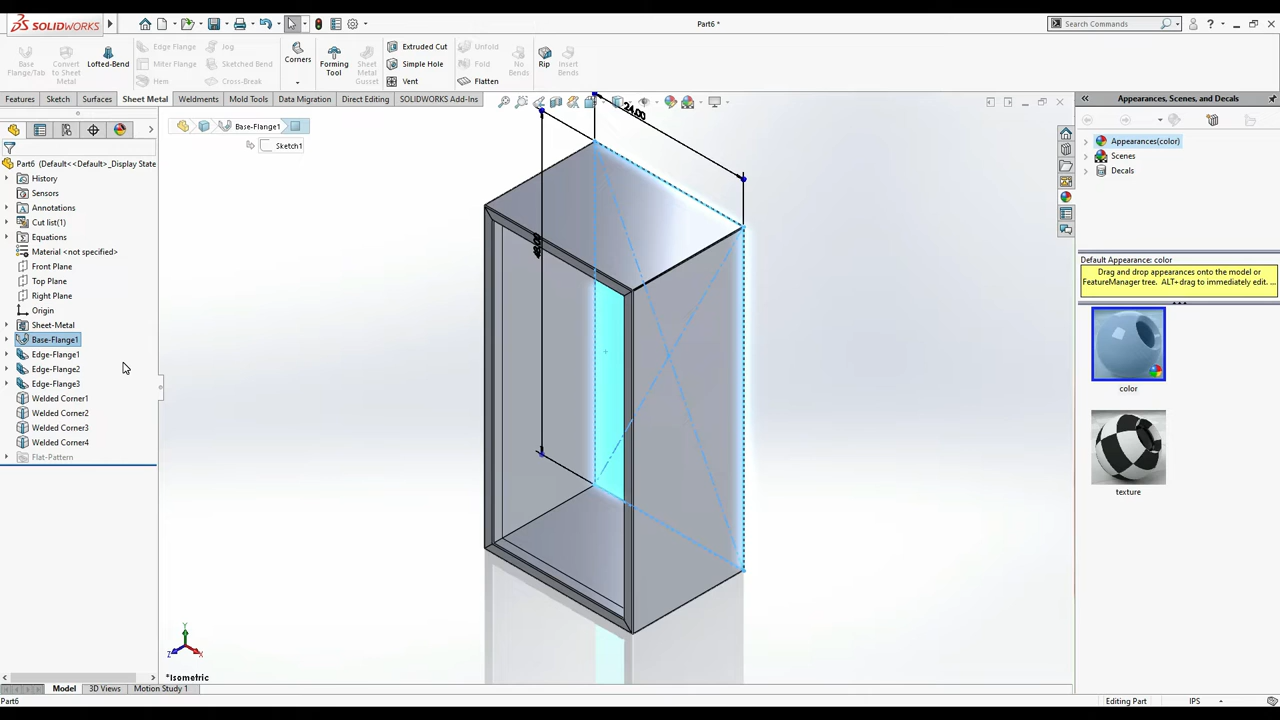 SOLIDWORKS
Part6 *
Search Commands
Base Flange/Tab
Convert to Sheet Metal
Lofted-Bend
Edge Flange
Miter Flange
Hem
Jog
Sketched Bend
Cross-Break
Corners
Forming Tool
Sheet Metal Gusset
Extruded Cut
Simple Hole
Vent
Unfold
Fold
Flatten
No Bends
Rip
Insert Bends
Features
Sketch
Surfaces
Sheet Metal
Weldments
Mold Tools
Data Migration
Direct Editing
SOLIDWORKS Add-Ins
Base-Flange1
Sketch1
Part6 (Default<<Default>_Display State
History
Sensors
Annotations
Cut list(1)
Equations
Material <not specified>
Front Plane
Top Plane
Right Plane
Origin
Sheet-Metal
Base-Flange1
Edge-Flange1
Edge-Flange2
Edge-Flange3
Welded Corner1
Welded Corner2
Welded Corner3
Welded Corner4
Flat-Pattern
24.00
48.00
Y
Z
X
*Isometric
Appearances, Scenes, and Decals
Appearances(color)
Scenes
Decals
Default Appearance: color
Drag and drop appearances onto the model or
FeatureManager tree. ALT+drag to immediately edit. ...
color
texture
Model
3D Views
Motion Study 1
Part6
Editing Part
IPS